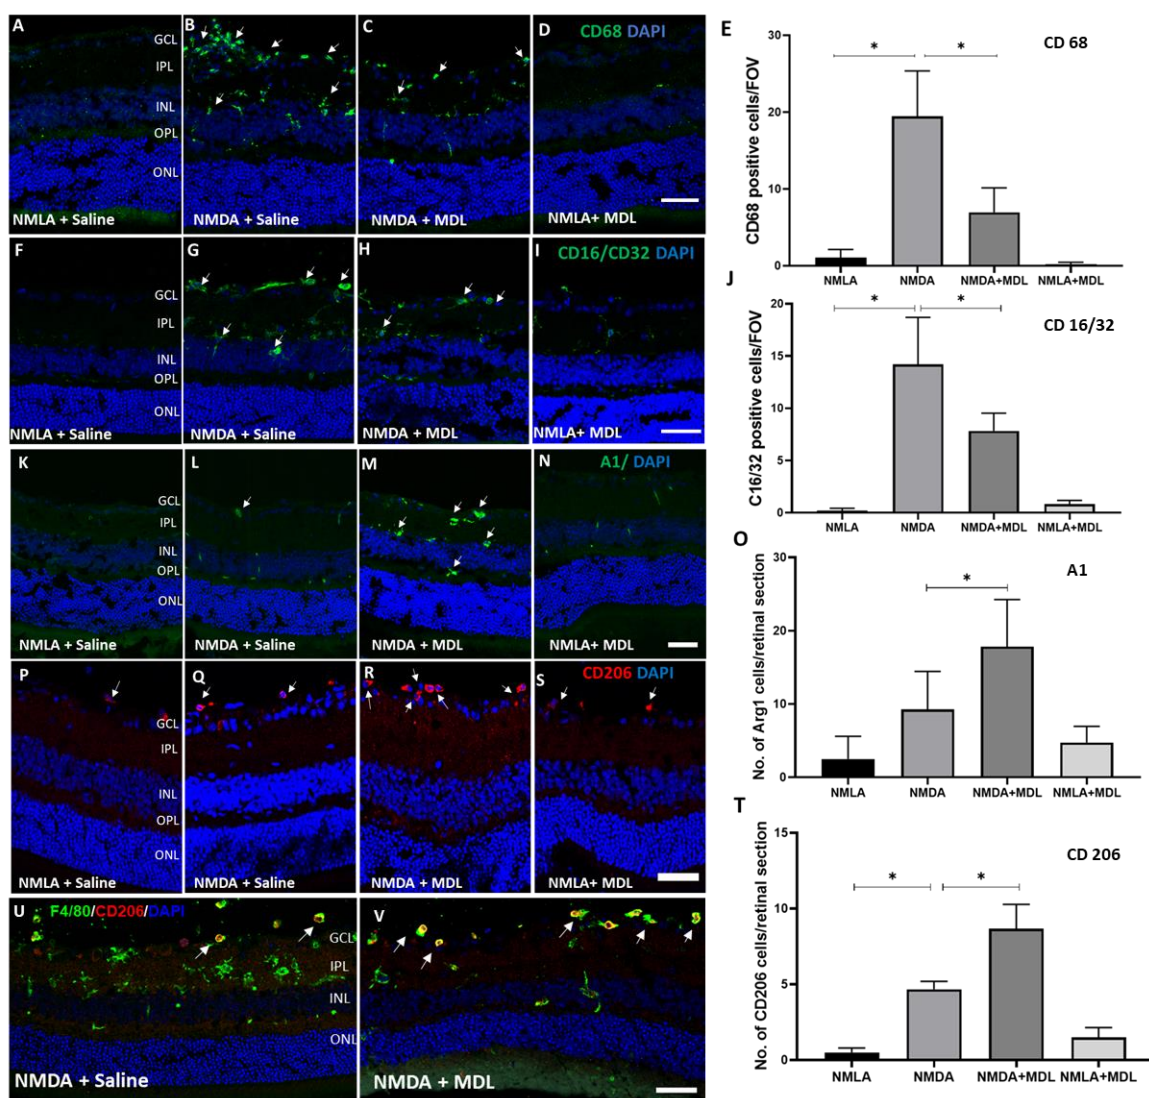 A
B
C
D
CD68 DAPI
GCL
IPL
INL
OPL
ONL
NMLA + Saline
NMDA + Saline
NMDA + MDL
NMLA+ MDL
E
CD 68
*
*
CD68 positive cells/FOV
30
20
10
0
NMLA
NMDA
NMDA+MDL
NMLA+MDL
F
G
H
I
CD16/CD32 DAPI
GCL
IPL
INL
OPL
ONL
NMLA + Saline
NMDA + Saline
NMDA + MDL
NMLA+ MDL
J
CD 16/32
*
*
C16/32 positive cells/FOV
20
15
10
5
0
NMLA
NMDA
NMDA+MDL
NMLA+MDL
K
L
M
N
A1/ DAPI
GCL
IPL
INL
OPL
ONL
NMLA + Saline
NMDA + Saline
NMDA + MDL
NMLA+ MDL
O
A1
*
No. of Arg1 cells/retinal section
30
20
10
0
NMLA
NMDA
NMDA+MDL
NMLA+MDL
P
Q
R
S
CD206 DAPI
GCL
IPL
INL
OPL
ONL
NMLA + Saline
NMDA + Saline
NMDA + MDL
NMLA+ MDL
T
CD 206
*
*
No. of CD206 cells/retinal section
15
10
5
0
NMLA
NMDA
NMDA+MDL
NMLA+MDL
U
F4/80/CD206/DAPI
V
GCL
IPL
INL
ONL
NMDA + Saline
NMDA + MDL